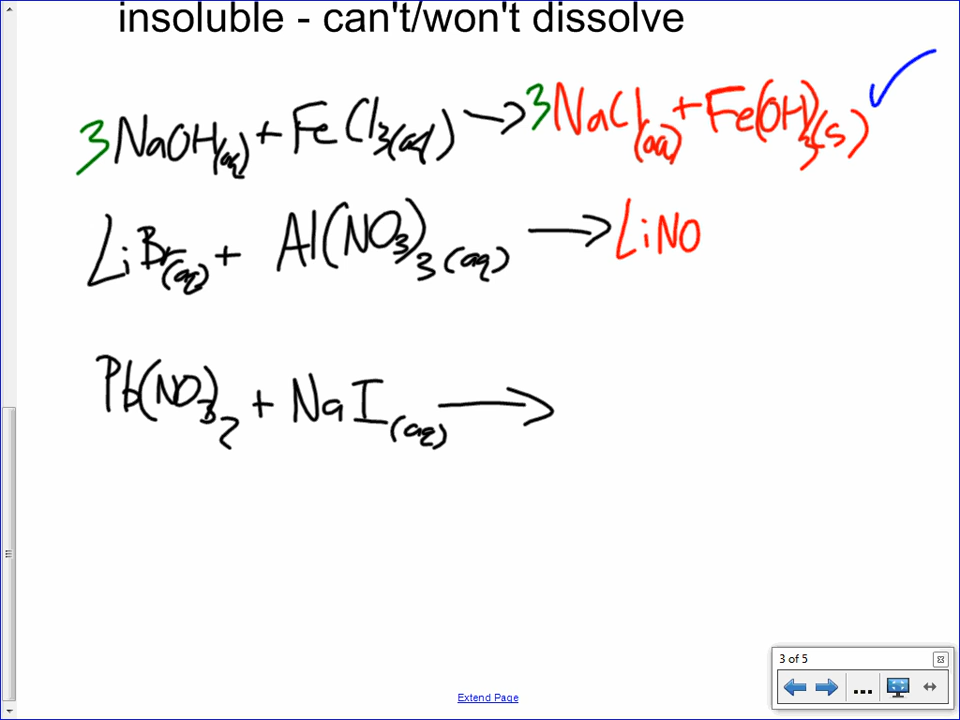 insoluble - can't/won't dissolve
3NaOH(aq) + FeCl3(aq) → 3NaCl(aq) + Fe(OH)3(s) ✓
LiBr(aq) + Al(NO3)3(aq) → LiNO
Pb(NO3)2 + NaI(aq) →
3 of 5
...
Extend Page